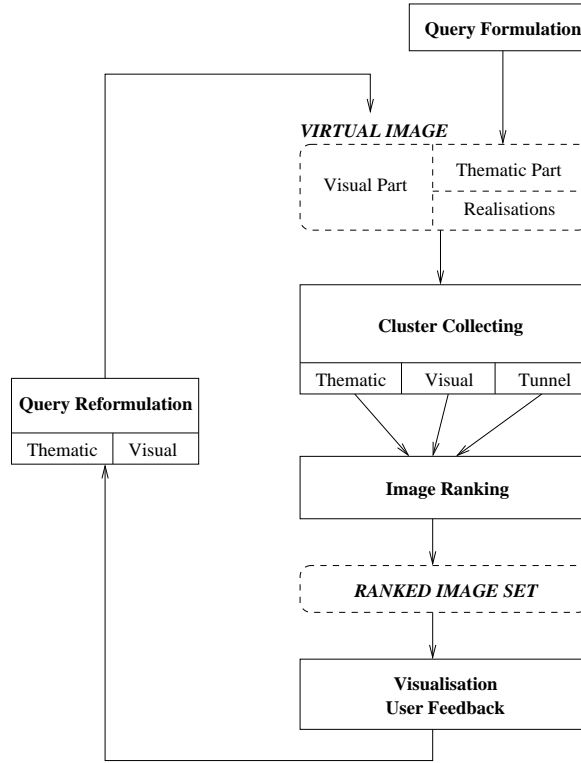 Query Formulation
VIRTUAL IMAGE
Visual Part
Thematic Part
Realisations
Cluster Collecting
Thematic
Visual
Tunnel
Query Reformulation
Thematic
Visual
Image Ranking
RANKED IMAGE SET
Visualisation
User Feedback